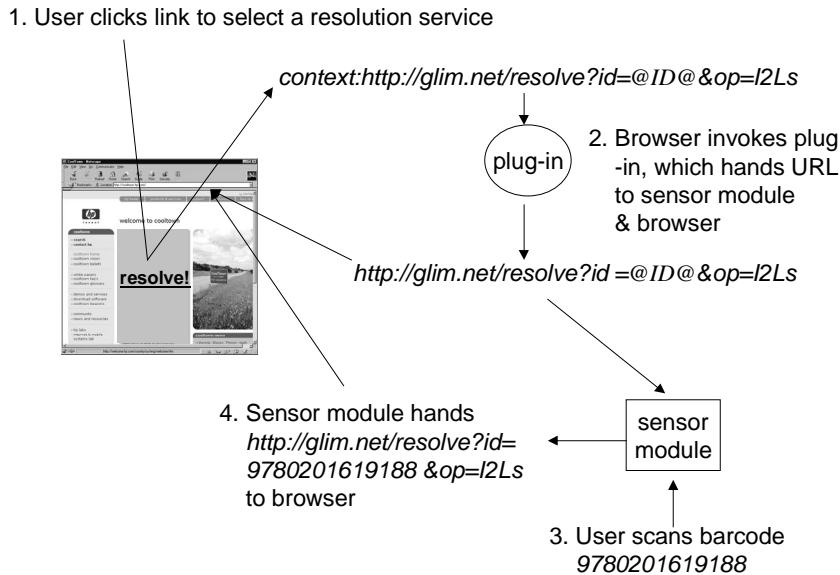 1. User clicks link to select a resolution service
context:http://glim.net/resolve?id=@ID@&op=I2Ls
plug-in
2. Browser invokes plug
-in, which hands URL
to sensor module
& browser
welcome to cooltown
resolve!
http://glim.net/resolve?id =@ID@&op=I2Ls
4. Sensor module hands
http://glim.net/resolve?id=
9780201619188 &op=I2Ls
to browser
sensor
module
3. User scans barcode
9780201619188